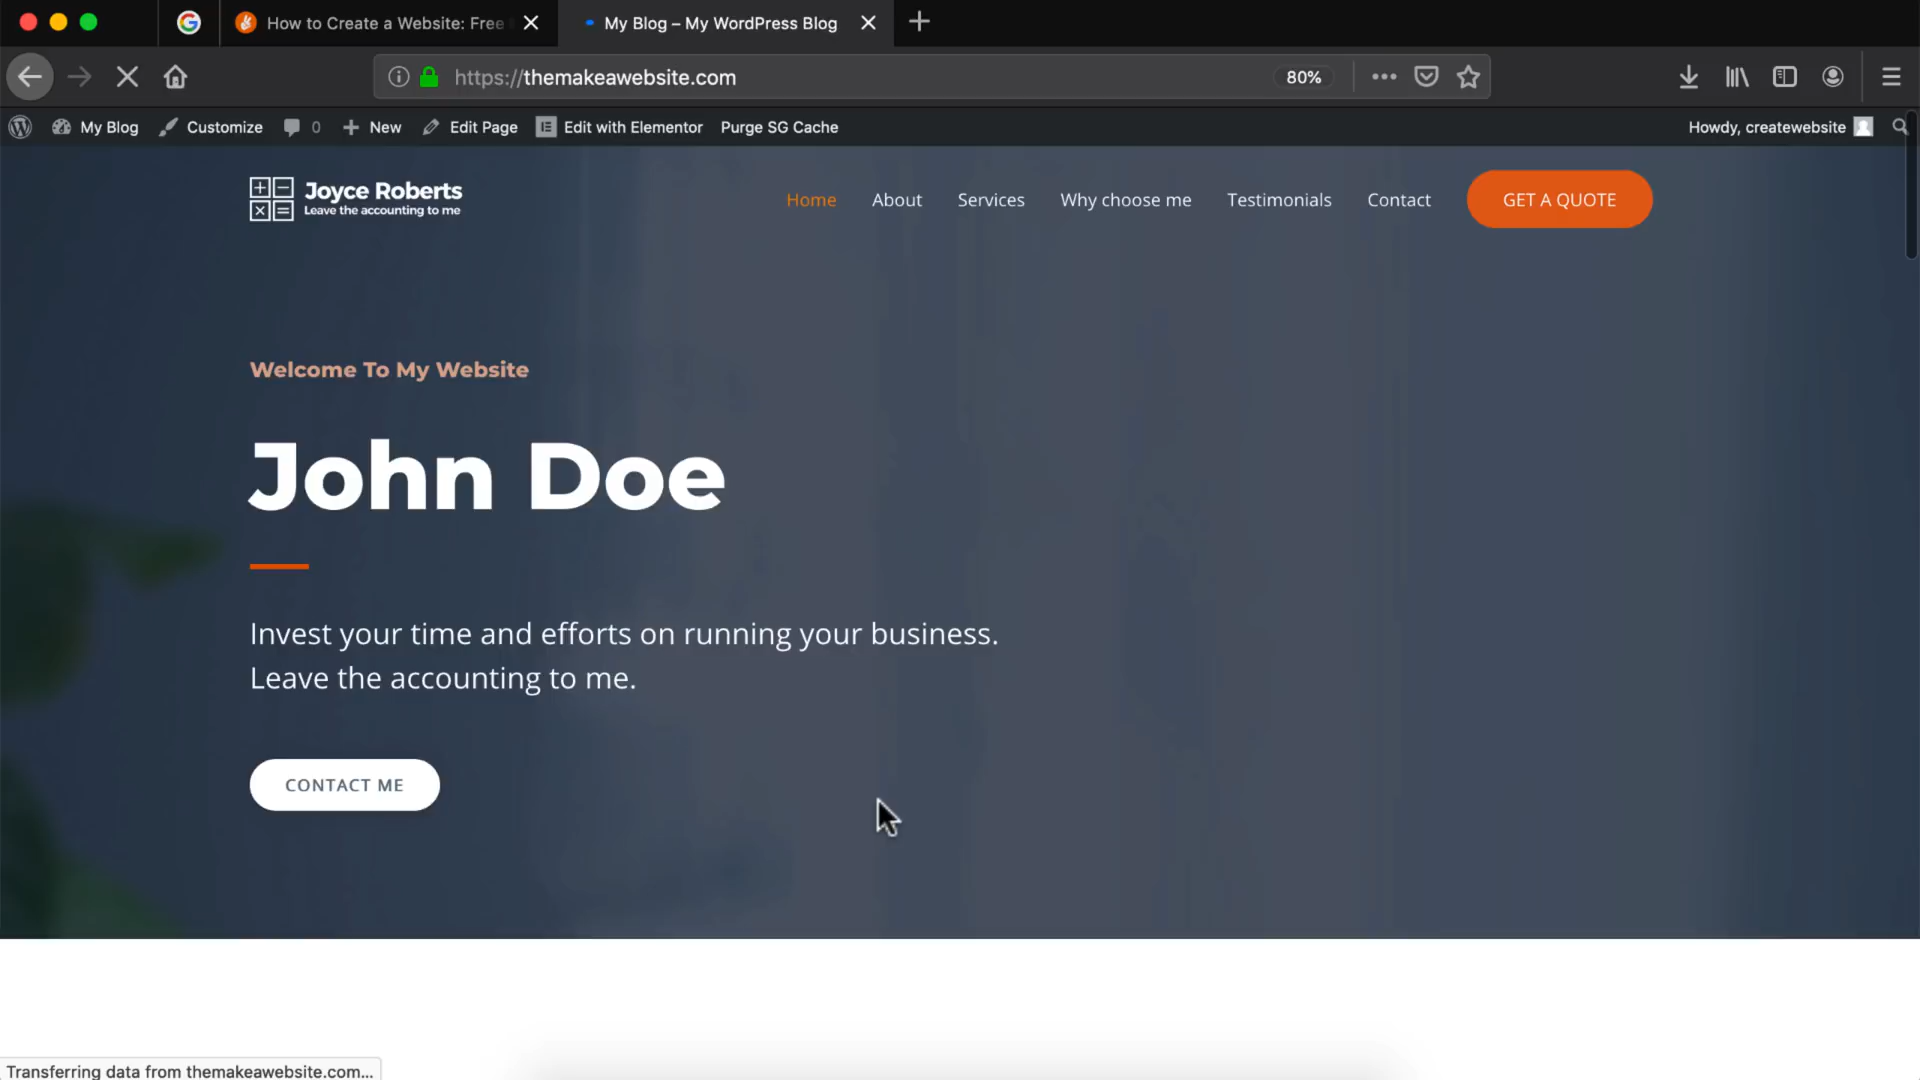 How to Create a Website: Free
My Blog – My WordPress Blog
https://themakeawebsite.com
80%
My Blog
Customize
0
New
Edit Page
Edit with Elementor
Purge SG Cache
Howdy, createwebsite
Joyce Roberts
Leave the accounting to me
Home
About
Services
Why choose me
Testimonials
Contact
GET A QUOTE
Welcome To My Website
John Doe
Invest your time and efforts on running your business.
Leave the accounting to me.
CONTACT ME
Transferring data from themakeawebsite.com...